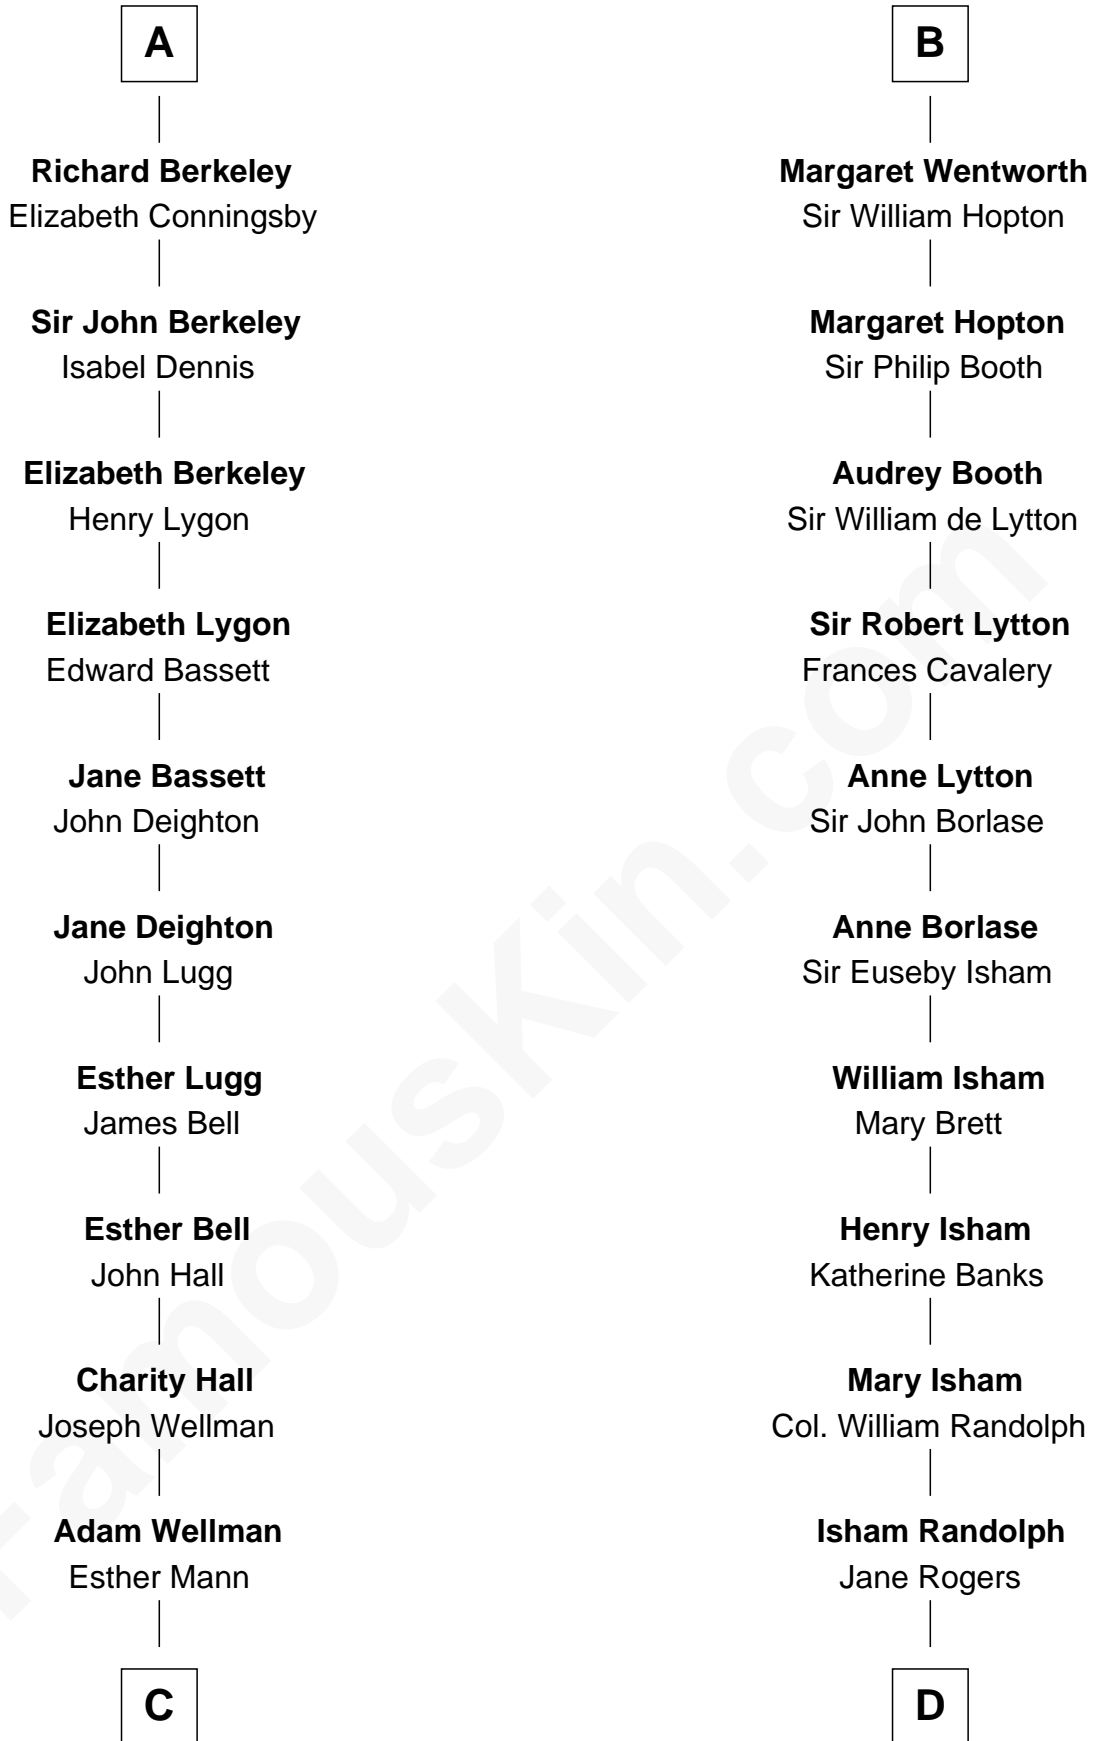 A
Richard Berkeley
Elizabeth Conningsby
Sir John Berkeley
Isabel Dennis
Elizabeth Berkeley
Henry Lygon
Elizabeth Lygon
Edward Bassett
Jane Bassett
John Deighton
Jane Deighton
John Lugg
Esther Lugg
James Bell
Esther Bell
John Hall
Charity Hall
Joseph Wellman
Adam Wellman
Esther Mann
C
B
Margaret Wentworth
Sir William Hopton
Margaret Hopton
Sir Philip Booth
Audrey Booth
Sir William de Lytton
Sir Robert Lytton
Frances Cavalery
Anne Lytton
Sir John Borlase
Anne Borlase
Sir Euseby Isham
William Isham
Mary Brett
Henry Isham
Katherine Banks
Mary Isham
Col. William Randolph
Isham Randolph
Jane Rogers
D
FamousKin.com